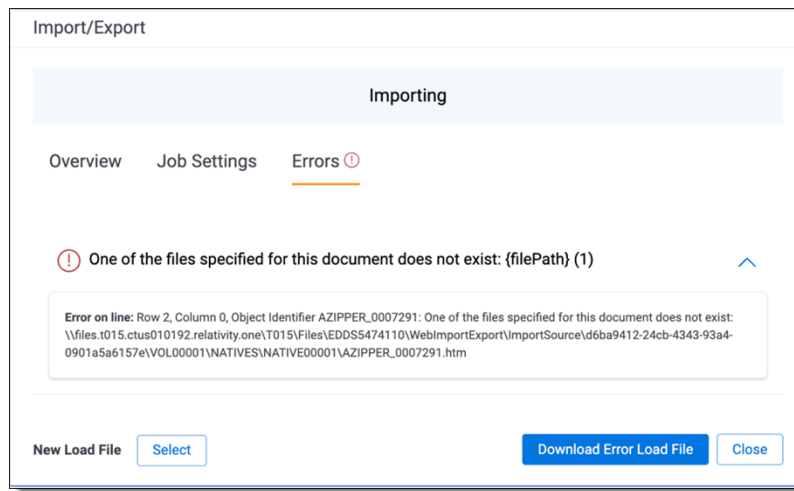 Import/Export
Importing
Overview Job Settings Errors
One of the files specified for this document does not exist: {filePath} (1)
Error on line: Row 2, Column 0, Object Identifier AZIPPER_0007291: One of the files specified for this document does not exist:
\\files.t015.ctus010192.relativity.one\T015\Files\EDDS5474110\WebImportExport\ImportSource\d6ba9412-24cb-4343-93a4-
0901a5a6157e\VOL00001\NATIVES\NATIVE00001\AZIPPER_0007291.htm
New Load File Select Download Error Load File Close